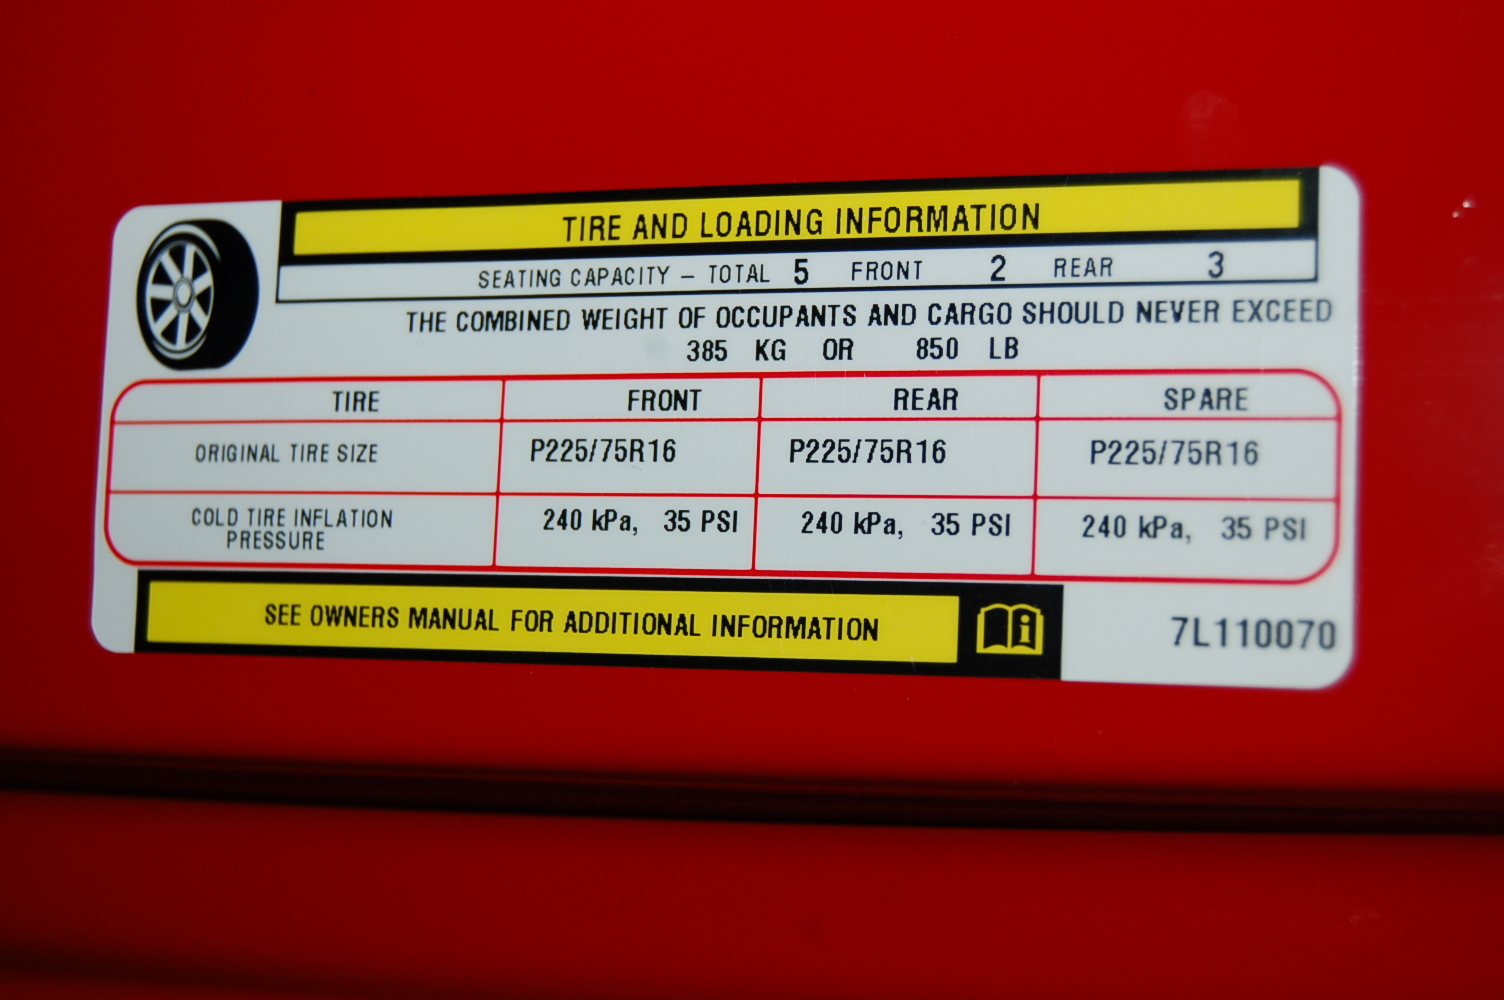 TIRE AND LOADING INFORMATION
SEATING CAPACITY – TOTAL 5 FRONT 2 REAR 3
THE COMBINED WEIGHT OF OCCUPANTS AND CARGO SHOULD NEVER EXCEED
385 KG OR 850 LB
TIRE FRONT REAR SPARE
ORIGINAL TIRE SIZE P225/75R16 P225/75R16 P225/75R16
COLD TIRE INFLATION PRESSURE 240 kPa, 35 PSI 240 kPa, 35 PSI 240 kPa, 35 PSI
SEE OWNERS MANUAL FOR ADDITIONAL INFORMATION
7L110070